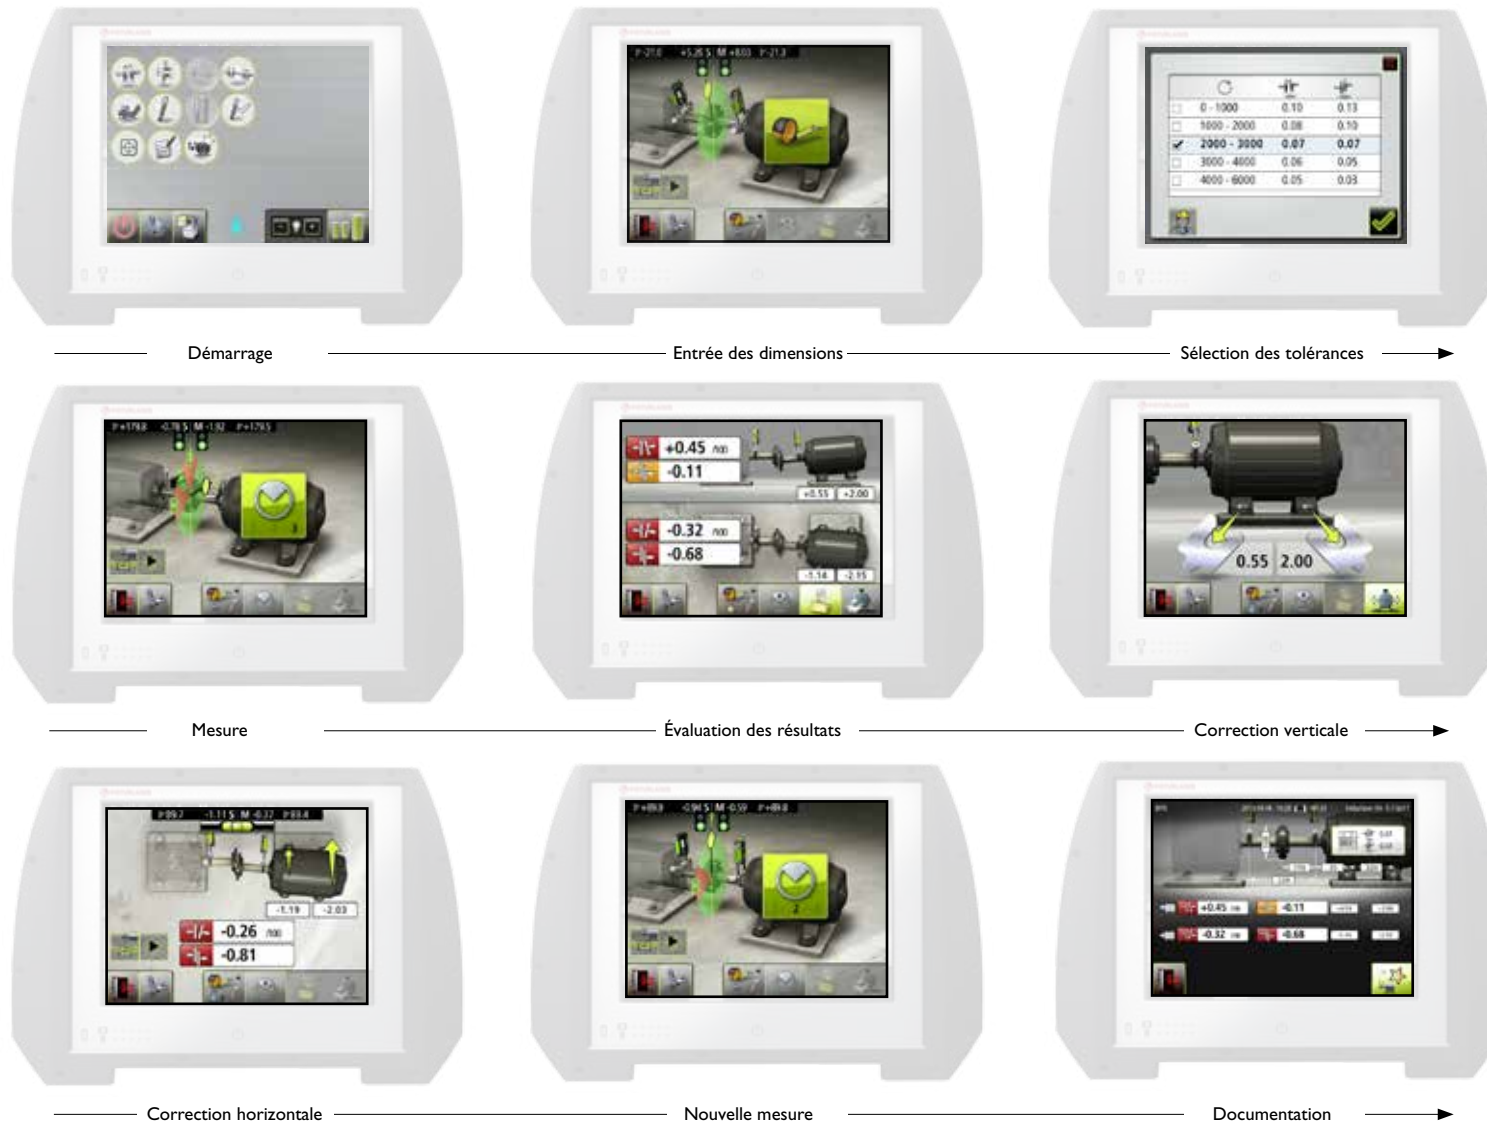 Démarrage
Entrée des dimensions
0 - 1000 0.10 0.13
1000 - 2000 0.08 0.10
2000 - 3000 0.07 0.07
3000 - 4000 0.06 0.05
4000 - 6000 0.05 0.03
Sélection des tolérances
Mesure
+0.45 /100
-0.11
+0.55 +2.00
-0.32 /100
-0.68
-1.14 -2.15
Évaluation des résultats
0.55 2.00
Correction verticale
-1.19 -2.03
-0.26 /100
-0.81
Correction horizontale
2
Nouvelle mesure
+0.45 -0.11
-0.32 -0.68
Documentation